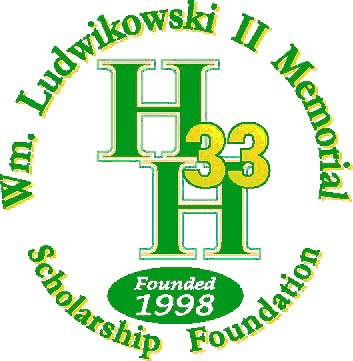 Wm. Ludwikowski II Memorial
H 33
H
Founded
1998
Scholarship Foundation